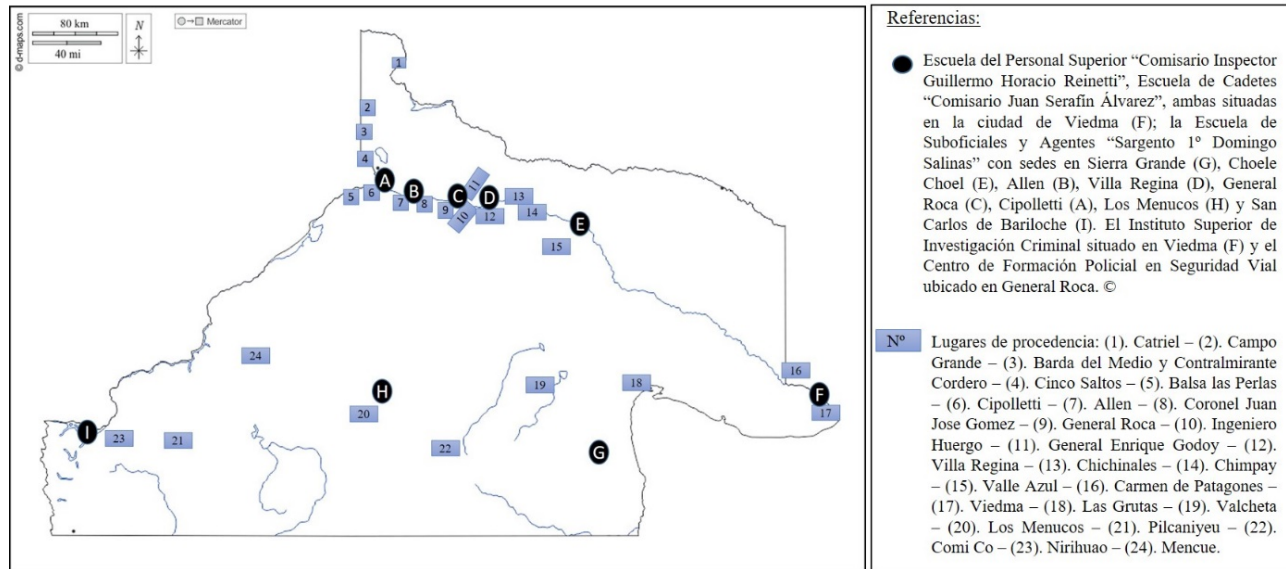 80 km
40 mi
N
Mercator
© d-maps.com
1
2
3
4
A
5
6
B
7
8
C
11
9
10
D
12
13
14
E
15
24
H
20
19
18
16
F
17
I
23
21
22
G
Referencias:
Escuela del Personal Superior “Comisario Inspector
Guillermo Horacio Reinetti”, Escuela de Cadetes
“Comisario Juan Serafín Álvarez”, ambas situadas
en la ciudad de Viedma (F); la Escuela de
Suboficiales y Agentes “Sargento 1º Domingo
Salinas” con sedes en Sierra Grande (G), Choele
Choel (E), Allen (B), Villa Regina (D), General
Roca (C), Cipolletti (A), Los Menucos (H) y San
Carlos de Bariloche (I). El Instituto Superior de
Investigación Criminal situado en Viedma (F) y el
Centro de Formación Policial en Seguridad Vial
ubicado en General Roca. ©
Nº
Lugares de procedencia: (1). Catriel – (2). Campo
Grande – (3). Barda del Medio y Contralmirante
Cordero – (4). Cinco Saltos – (5). Balsa las Perlas
– (6). Cipolletti – (7). Allen – (8). Coronel Juan
Jose Gomez – (9). General Roca – (10). Ingeniero
Huergo – (11). General Enrique Godoy – (12).
Villa Regina – (13). Chichinales – (14). Chimpay
– (15). Valle Azul – (16). Carmen de Patagones –
(17). Viedma – (18). Las Grutas – (19). Valcheta
– (20). Los Menucos – (21). Pilcaniyeu – (22).
Comi Co – (23). Nirihuao – (24). Mencue.